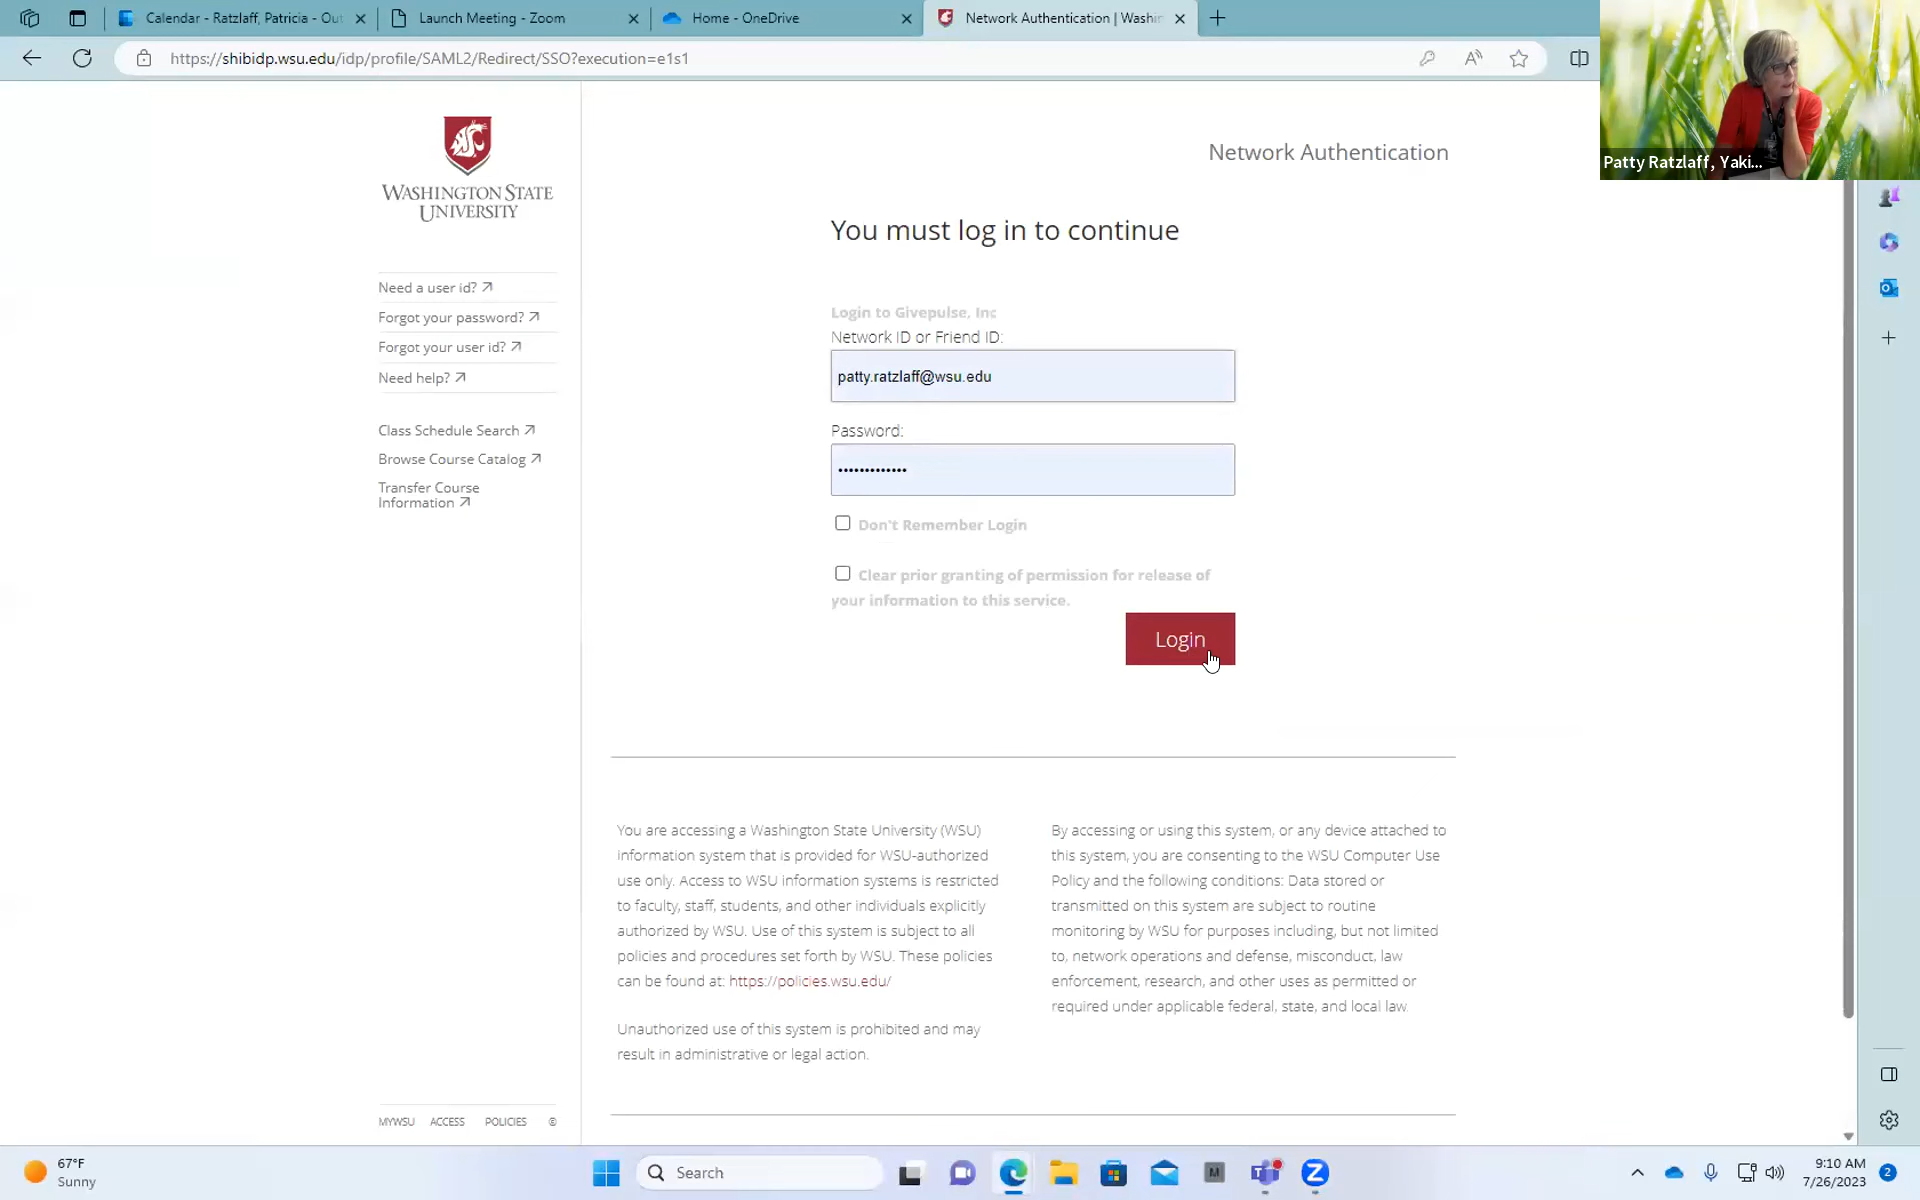 Calendar - Ratzlaff, Patricia - Out
Launch Meeting - Zoom
Home - OneDrive
Network Authentication | Washin
https://shibidp.wsu.edu/idp/profile/SAML2/Redirect/SSO?execution=e1s1
Patty Ratzlaff, Yaki...
WASHINGTON STATE
UNIVERSITY
Need a user id?
Forgot your password?
Forgot your user id?
Need help?
Class Schedule Search
Browse Course Catalog
Transfer Course
Information
MYWSU ACCESS POLICIES ©
Network Authentication
You must log in to continue
Login to Givepulse, Inc
Network ID or Friend ID:
patty.ratzlaff@wsu.edu
Password:
•••••••••••••
Don't Remember Login
Clear prior granting of permission for release of
your information to this service.
Login
You are accessing a Washington State University (WSU)
information system that is provided for WSU-authorized
use only. Access to WSU information systems is restricted
to faculty, staff, students, and other individuals explicitly
authorized by WSU. Use of this system is subject to all
policies and procedures set forth by WSU. These policies
can be found at: https://policies.wsu.edu/
Unauthorized use of this system is prohibited and may
result in administrative or legal action.
By accessing or using this system, or any device attached to
this system, you are consenting to the WSU Computer Use
Policy and the following conditions: Data stored or
transmitted on this system are subject to routine
monitoring by WSU for purposes including, but not limited
to, network operations and defense, misconduct, law
enforcement, research, and other uses as permitted or
required under applicable federal, state, and local law.
67°F
Sunny
Search
9:10 AM
7/26/2023
2